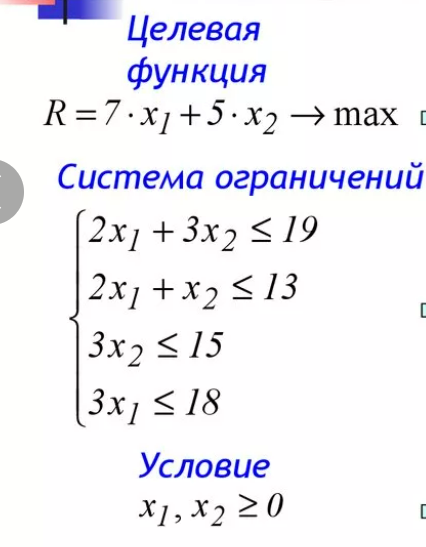 Целевая
функция
R = 7 · x₁ + 5 · x₂ → max
Система ограничений
2x₁ + 3x₂ ≤ 19
2x₁ + x₂ ≤ 13
3x₂ ≤ 15
3x₁ ≤ 18
Условие
x₁, x₂ ≥ 0